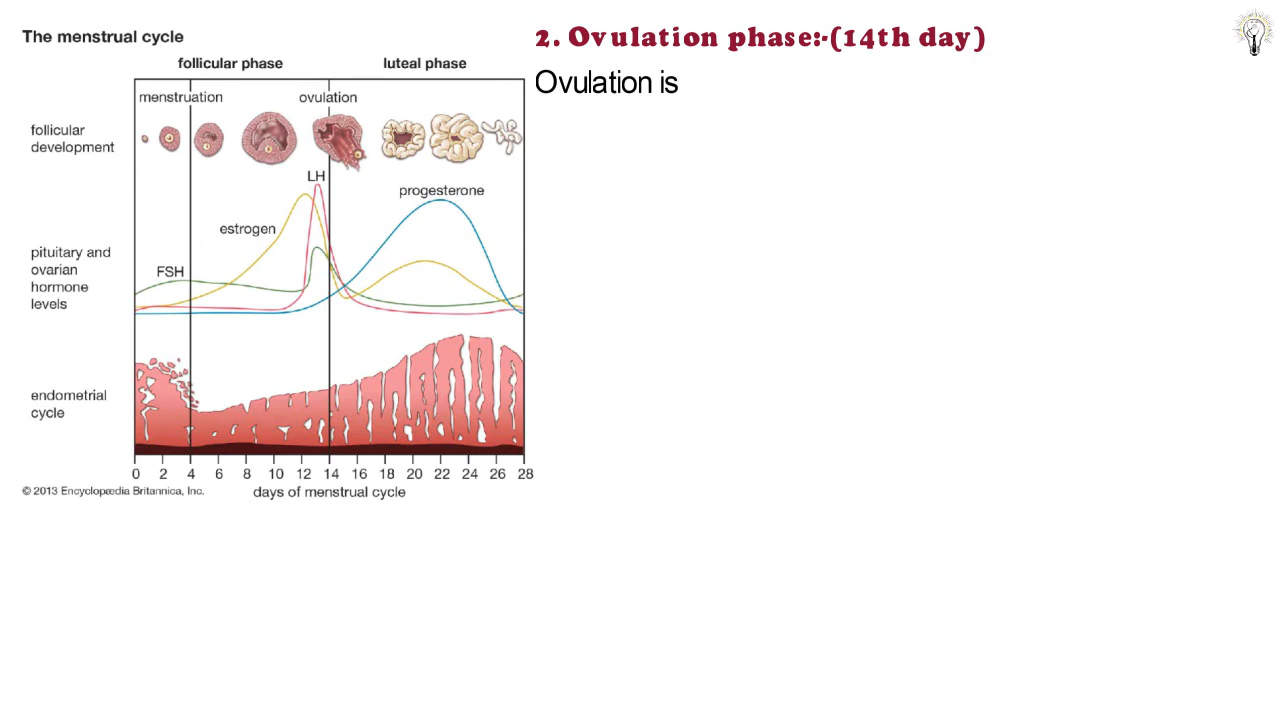 The menstrual cycle
follicular phase
luteal phase
menstruation
ovulation
follicular
development
LH
progesterone
estrogen
pituitary and
ovarian
hormone
levels
FSH
endometrial
cycle
0 2 4 6 8 10 12 14 16 18 20 22 24 26 28
© 2013 Encyclopædia Britannica, Inc.
days of menstrual cycle
2. Ovulation phase:-(14th day)
Ovulation is